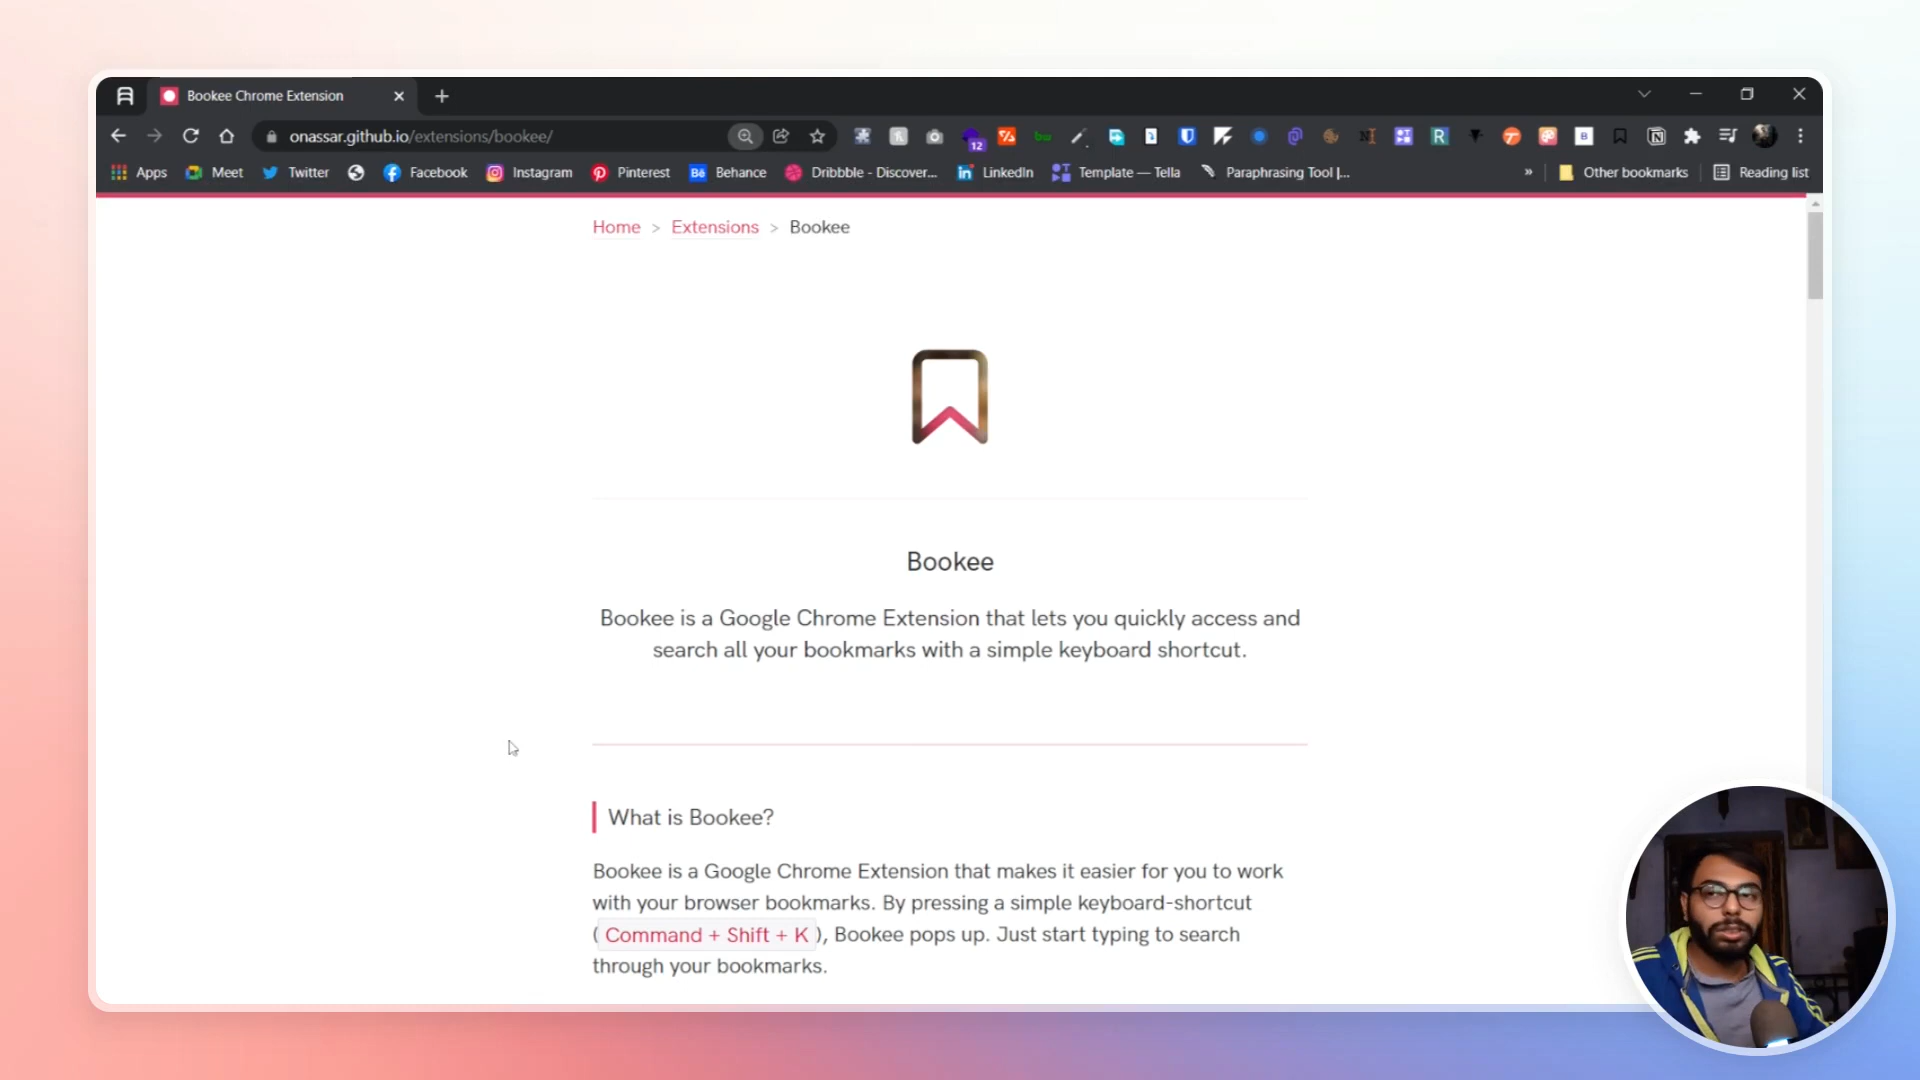 Bookee Chrome Extension
onassar.github.io/extensions/bookee/
12
R
B
Apps
Meet
Twitter
Facebook
Instagram
Pinterest
Bē Behance
Dribbble - Discover...
in LinkedIn
Template — Tella
Paraphrasing Tool |...
»
Other bookmarks
Reading list
Home > Extensions > Bookee
Bookee
Bookee is a Google Chrome Extension that lets you quickly access and
search all your bookmarks with a simple keyboard shortcut.
What is Bookee?
Bookee is a Google Chrome Extension that makes it easier for you to work
with your browser bookmarks. By pressing a simple keyboard-shortcut
( Command + Shift + K ), Bookee pops up. Just start typing to search
through your bookmarks.